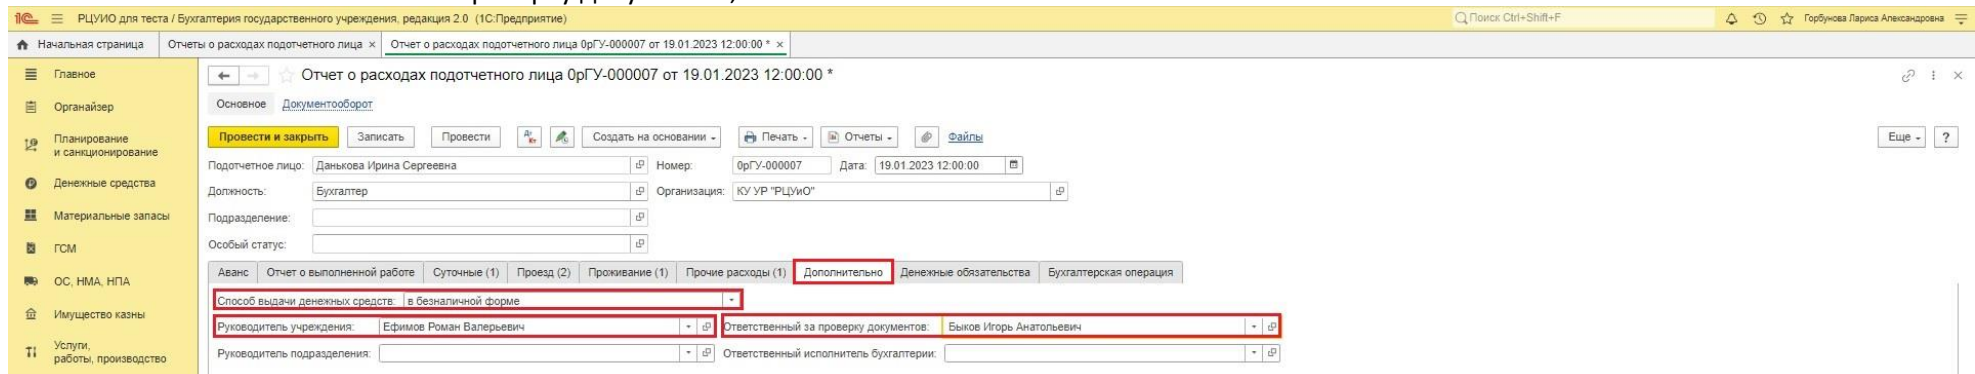 РЦУИО для теста / Бухгалтерия государственного учреждения, редакция 2.0 (1С:Предприятие) Поиск Ctrl+Shift+F Горбунова Лариса Александровна
Начальная страница Отчеты о расходах подотчетного лица × Отчет о расходах подотчетного лица 0рГУ-000007 от 19.01.2023 12:00:00 * ×
Главное
Отчет о расходах подотчетного лица 0рГУ-000007 от 19.01.2023 12:00:00 *
Органайзер
Основное Документооборот
Планирование
и санкционирование
Провести и закрыть Записать Провести Создать на основании Печать Отчеты Файлы Еще ?
Подотчетное лицо: Данькова Ирина Сергеевна Номер: 0рГУ-000007 Дата: 19.01.2023 12:00:00
Денежные средства
Должность: Бухгалтер Организация: КУ УР "РЦУиО"
Материальные запасы
Подразделение:
ГСМ
Особый статус:
ОС, НМА, НПА
Аванс Отчет о выполненной работе Суточные (1) Проезд (2) Проживание (1) Прочие расходы (1) Дополнительно Денежные обязательства Бухгалтерская операция
Способ выдачи денежных средств: в безналичной форме
Имущество казны
Руководитель учреждения: Ефимов Роман Валерьевич Ответственный за проверку документов: Быков Игорь Анатольевич
Услуги,
работы, производство
Руководитель подразделения: Ответственный исполнитель бухгалтерии: